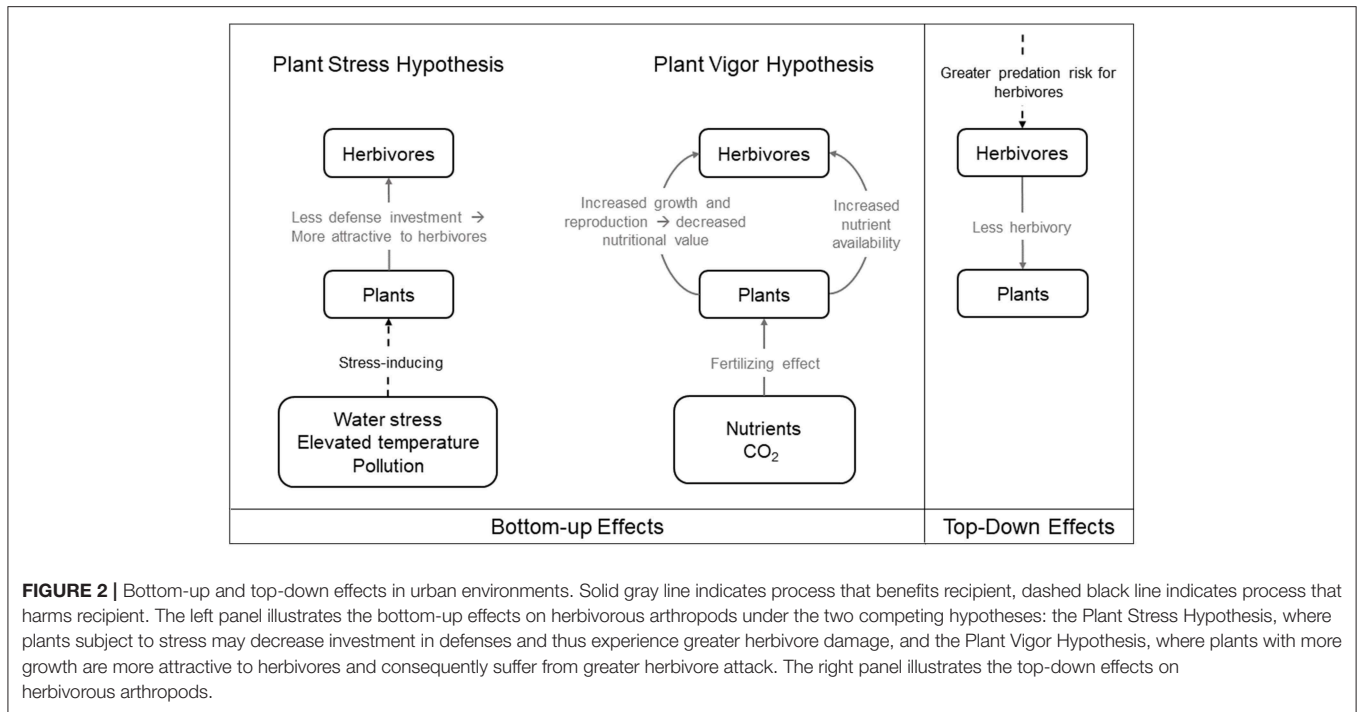 Plant Stress Hypothesis
Herbivores
Less defense investment →
More attractive to herbivores
Plants
Stress-inducing
Water stress
Elevated temperature
Pollution
Plant Vigor Hypothesis
Herbivores
Increased growth and
reproduction → decreased
nutritional value
Increased
nutrient
availability
Plants
Fertilizing effect
Nutrients
CO₂
Bottom-up Effects
Greater predation risk for
herbivores
Herbivores
Less herbivory
Plants
Top-Down Effects
FIGURE 2 | Bottom-up and top-down effects in urban environments. Solid gray line indicates process that benefits recipient, dashed black line indicates process that
harms recipient. The left panel illustrates the bottom-up effects on herbivorous arthropods under the two competing hypotheses: the Plant Stress Hypothesis, where
plants subject to stress may decrease investment in defenses and thus experience greater herbivore damage, and the Plant Vigor Hypothesis, where plants with more
growth are more attractive to herbivores and consequently suffer from greater herbivore attack. The right panel illustrates the top-down effects on
herbivorous arthropods.